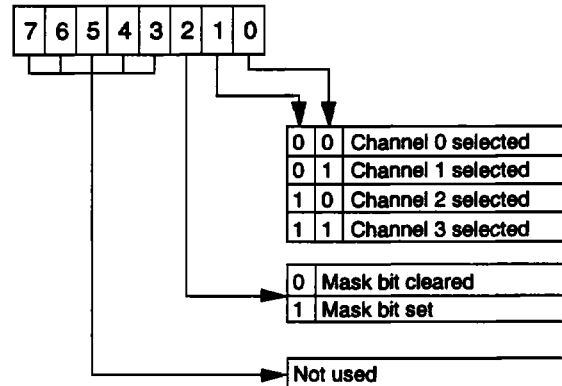 7 6 5 4 3 2 1 0
0 0 Channel 0 selected
0 1 Channel 1 selected
1 0 Channel 2 selected
1 1 Channel 3 selected
0 Mask bit cleared
1 Mask bit set
Not used